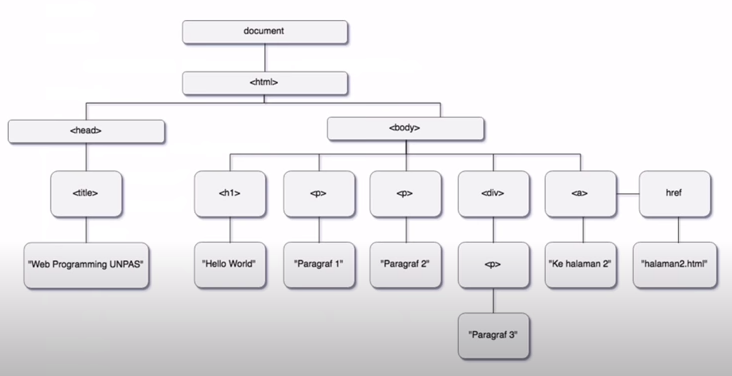 document
<html>
<head>
<body>
<title>
<h1>
<p>
<p>
<div>
<a>
href
"Web Programming UNPAS"
"Hello World"
"Paragraf 1"
"Paragraf 2"
<p>
"Ke halaman 2"
"halaman2.html"
"Paragraf 3"